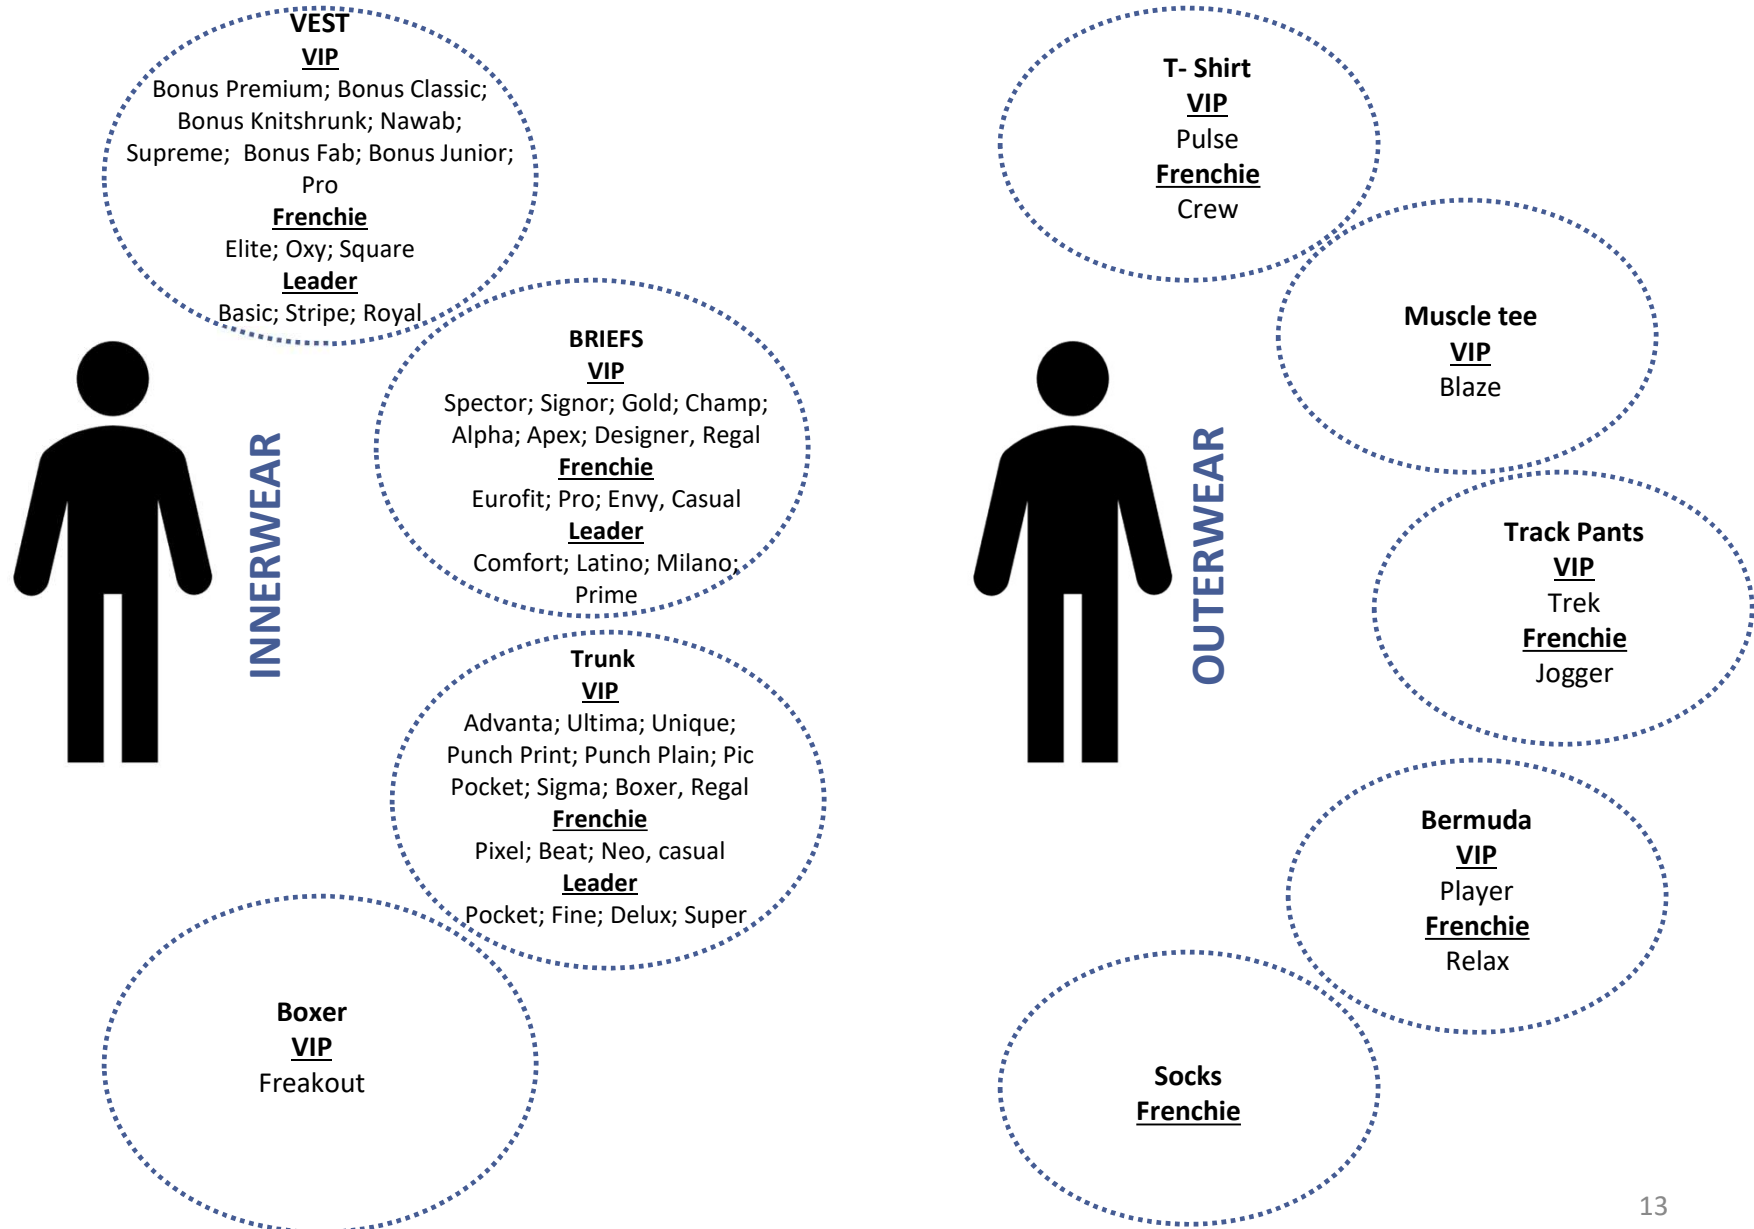 VEST
VIP
Bonus Premium; Bonus Classic;
Bonus Knitshrunk; Nawab;
Supreme; Bonus Fab; Bonus Junior;
Pro
Frenchie
Elite; Oxy; Square
Leader
Basic; Stripe; Royal
BRIEFS
VIP
Spector; Signor; Gold; Champ;
Alpha; Apex; Designer, Regal
Frenchie
Eurofit; Pro; Envy, Casual
Leader
Comfort; Latino; Milano;
Prime
INNERWEAR
Trunk
VIP
Advanta; Ultima; Unique;
Punch Print; Punch Plain; Pic
Pocket; Sigma; Boxer, Regal
Frenchie
Pixel; Beat; Neo, casual
Leader
Pocket; Fine; Delux; Super
Boxer
VIP
Freakout
T- Shirt
VIP
Pulse
Frenchie
Crew
Muscle tee
VIP
Blaze
OUTERWEAR
Track Pants
VIP
Trek
Frenchie
Jogger
Bermuda
VIP
Player
Frenchie
Relax
Socks
Frenchie
13